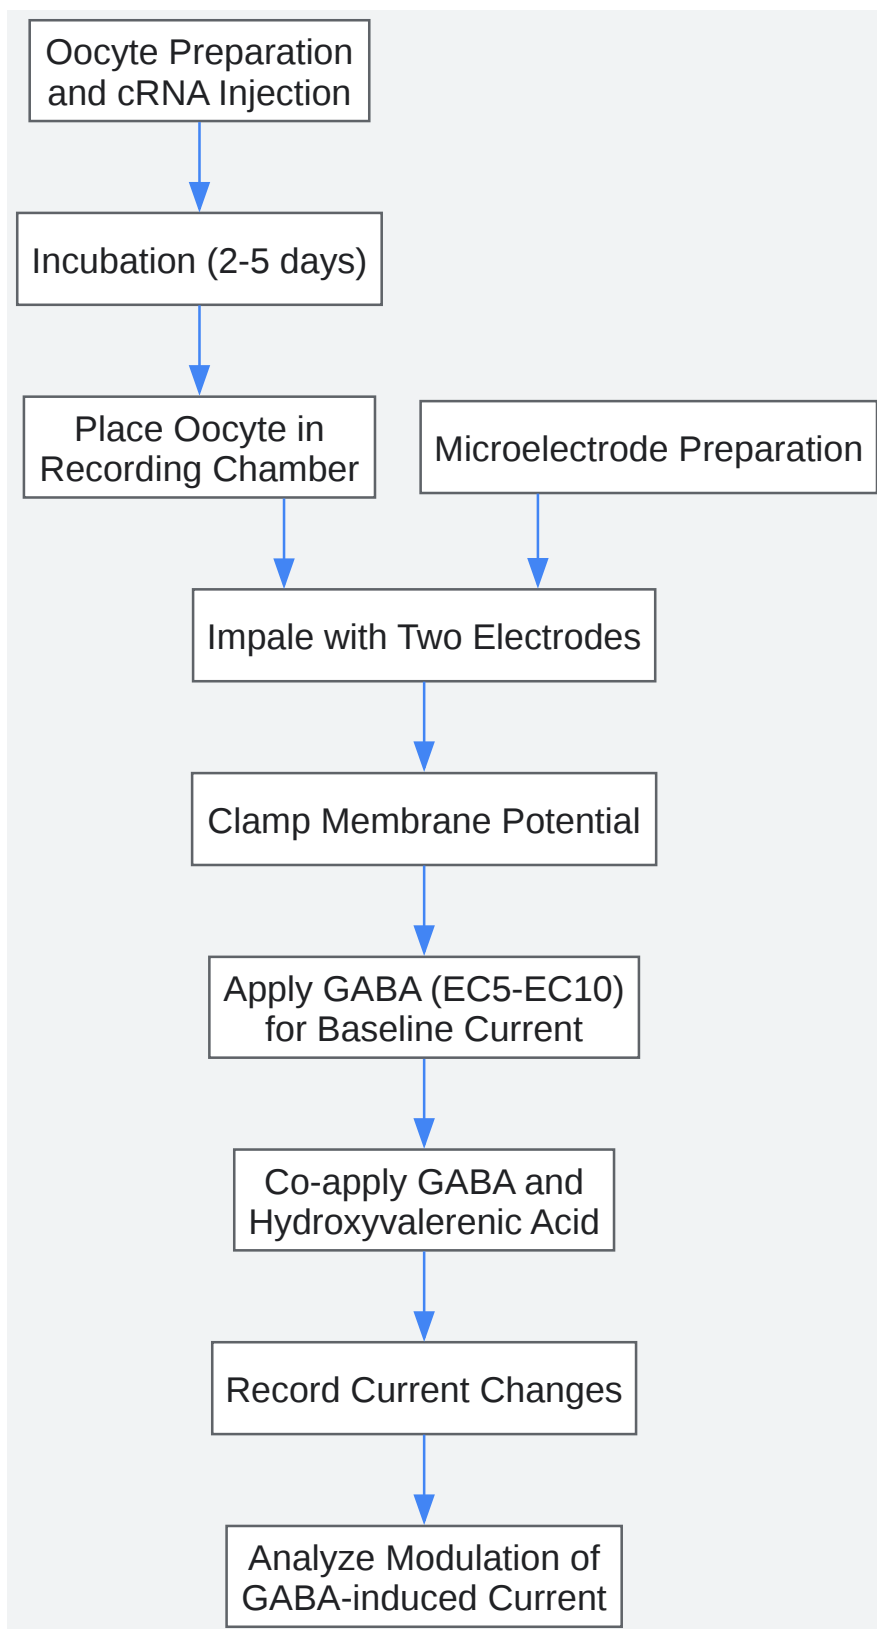 Oocyte Preparation
and cRNA Injection
Incubation (2-5 days)
Place Oocyte in
Recording Chamber
Microelectrode Preparation
Impale with Two Electrodes
Clamp Membrane Potential
Apply GABA (EC5-EC10)
for Baseline Current
Co-apply GABA and
Hydroxyvalerenic Acid
Record Current Changes
Analyze Modulation of
GABA-induced Current